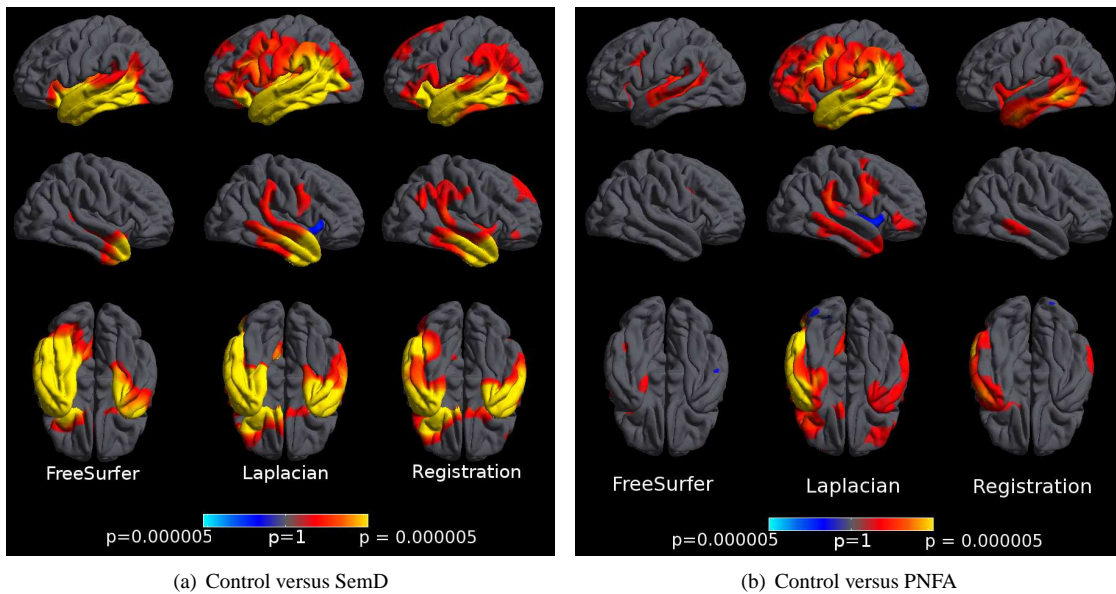 FreeSurfer Laplacian Registration
p=0.000005 p=1 p = 0.000005
(a) Control versus SemD
FreeSurfer Laplacian Registration
p=0.000005 p=1 p = 0.000005
(b) Control versus PNFA